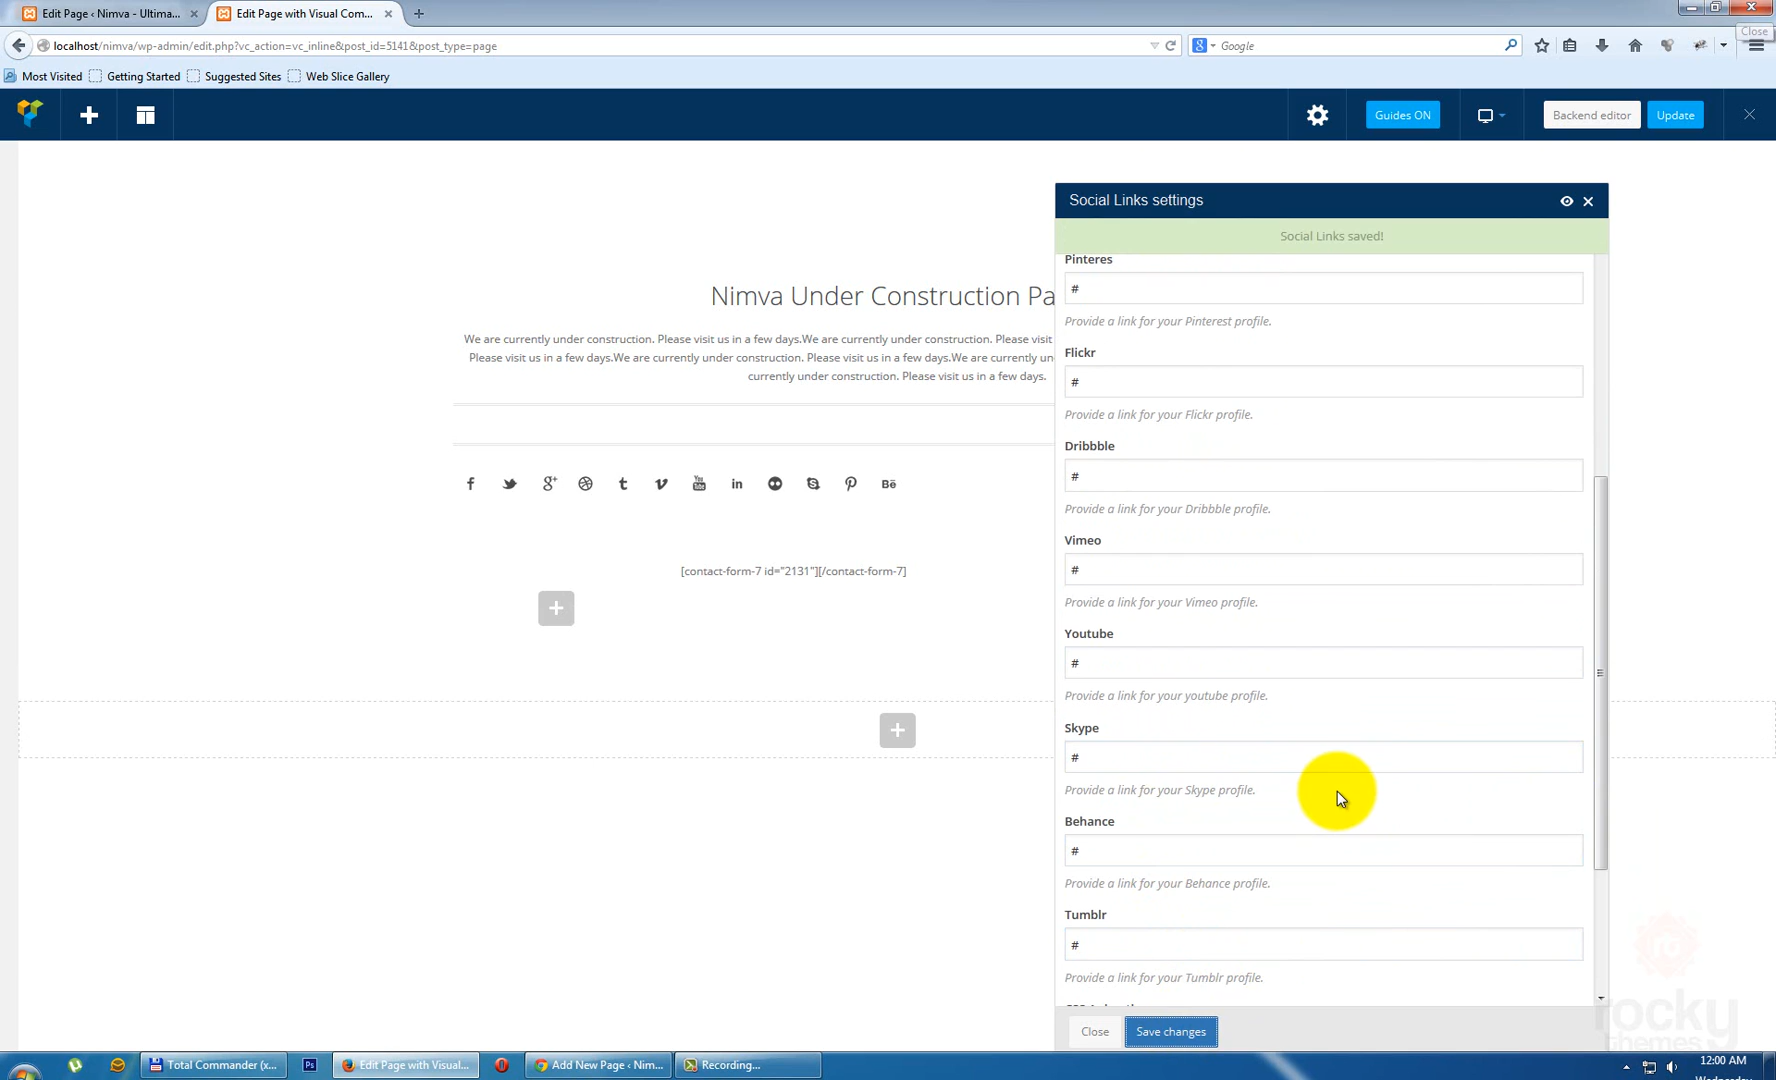 Edit Page ‹ Nimva - Ultima...
Edit Page with Visual Com...
localhost/nimva/wp-admin/edit.php?vc_action=vc_inline&post_id=5141&post_type=page
Google
Close
Most Visited
Getting Started
Suggested Sites
Web Slice Gallery
Guides ON
Backend editor
Update
Social Links settings
Social Links saved!
Nimva Under Construction Pa
We are currently under construction. Please visit us in a few days.We are currently under construction. Please visit
Please visit us in a few days.We are currently under construction. Please visit us in a few days.We are currently un
currently under construction. Please visit us in a few days.
You
Tube
in
Bē
[contact-form-7 id="2131"][/contact-form-7]
Pinteres
#
Provide a link for your Pinterest profile.
Flickr
#
Provide a link for your Flickr profile.
Dribbble
#
Provide a link for your Dribbble profile.
Vimeo
#
Provide a link for your Vimeo profile.
Youtube
#
Provide a link for your youtube profile.
Skype
#
Provide a link for your Skype profile.
Behance
#
Provide a link for your Behance profile.
Tumblr
#
Provide a link for your Tumblr profile.
Close
Save changes
rocky
themes
Total Commander (x...
Ps
Edit Page with Visual...
Add New Page ‹ Nim...
Recording...
12:00 AM
Wednesday